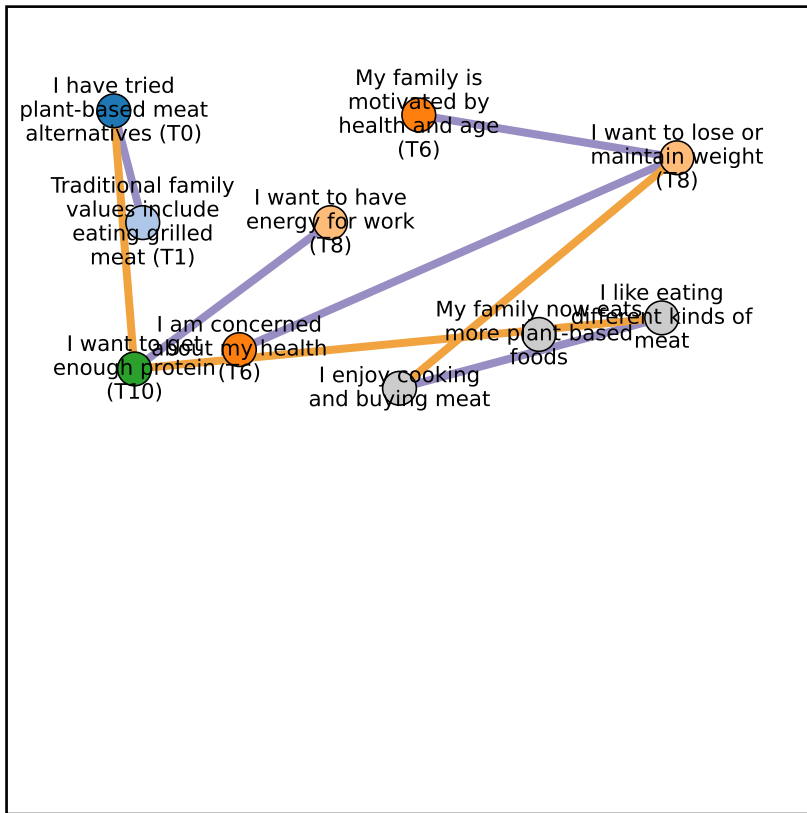 I have tried
plant-based meat
alternatives (T0)
My family is
motivated by
health and age
(T6)
I want to lose or
maintain weight
(T8)
Traditional family
values include
eating grilled
meat (T1)
I want to have
energy for work
(T8)
I like eating
different kinds of
meat
My family now eats
more plant-based
foods
I am concerned
about my health
(T6)
I want to get
enough protein
(T10)
I enjoy cooking
and buying meat